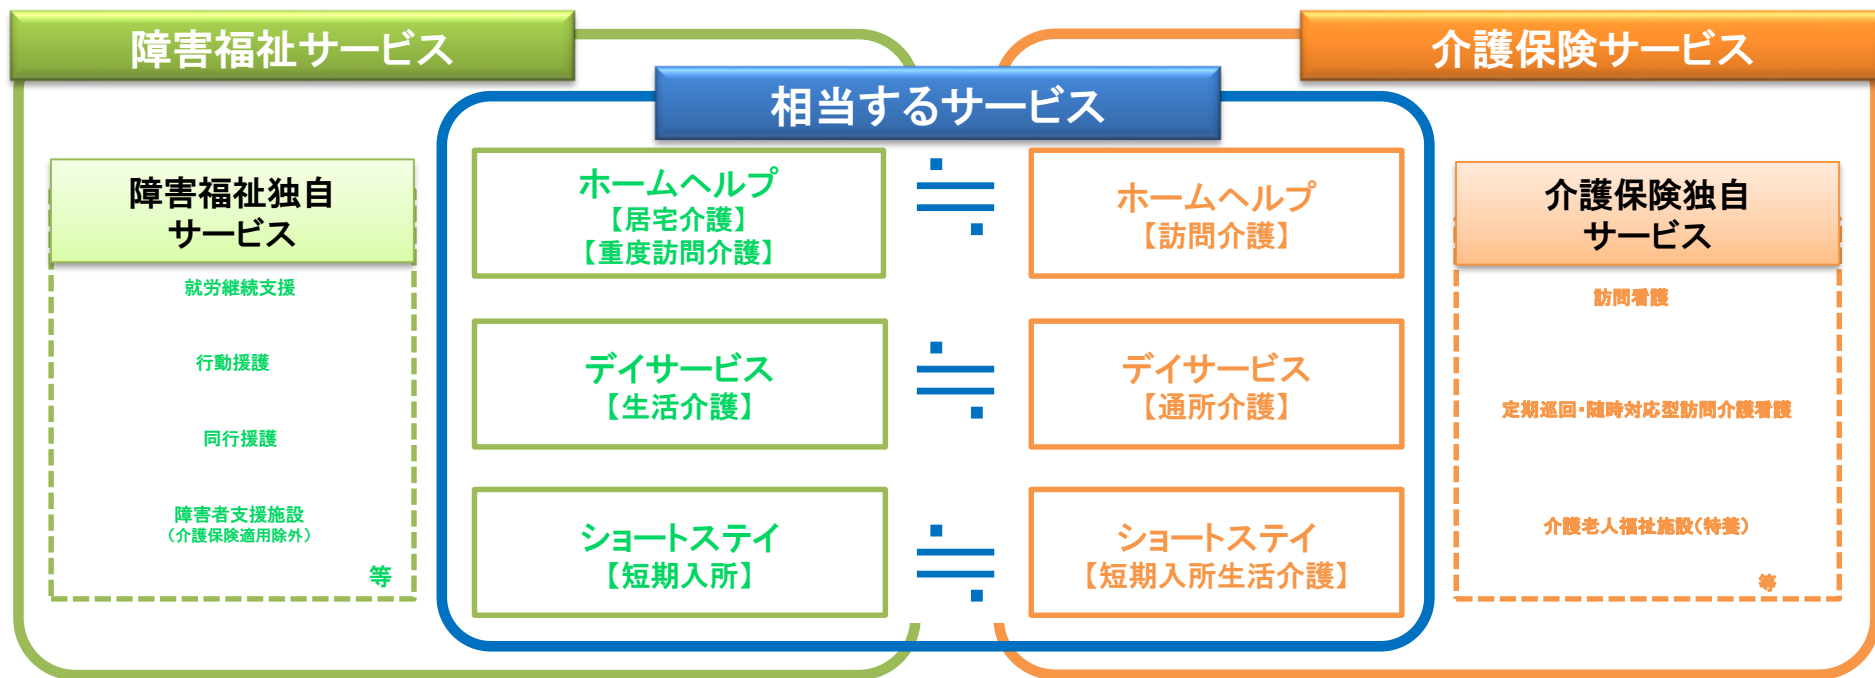 障害福祉サービス
介護保険サービス
相当するサービス
障害福祉独自
サービス
就労継続支援
行動援護
同行援護
障害者支援施設
（介護保険適用除外）
等
ホームヘルプ
【居宅介護】
【重度訪問介護】
≒
ホームヘルプ
【訪問介護】
デイサービス
【生活介護】
≒
デイサービス
【通所介護】
ショートステイ
【短期入所】
≒
ショートステイ
【短期入所生活介護】
介護保険独自
サービス
訪問看護
定期巡回・随時対応型訪問介護看護
介護老人福祉施設（特養）
等